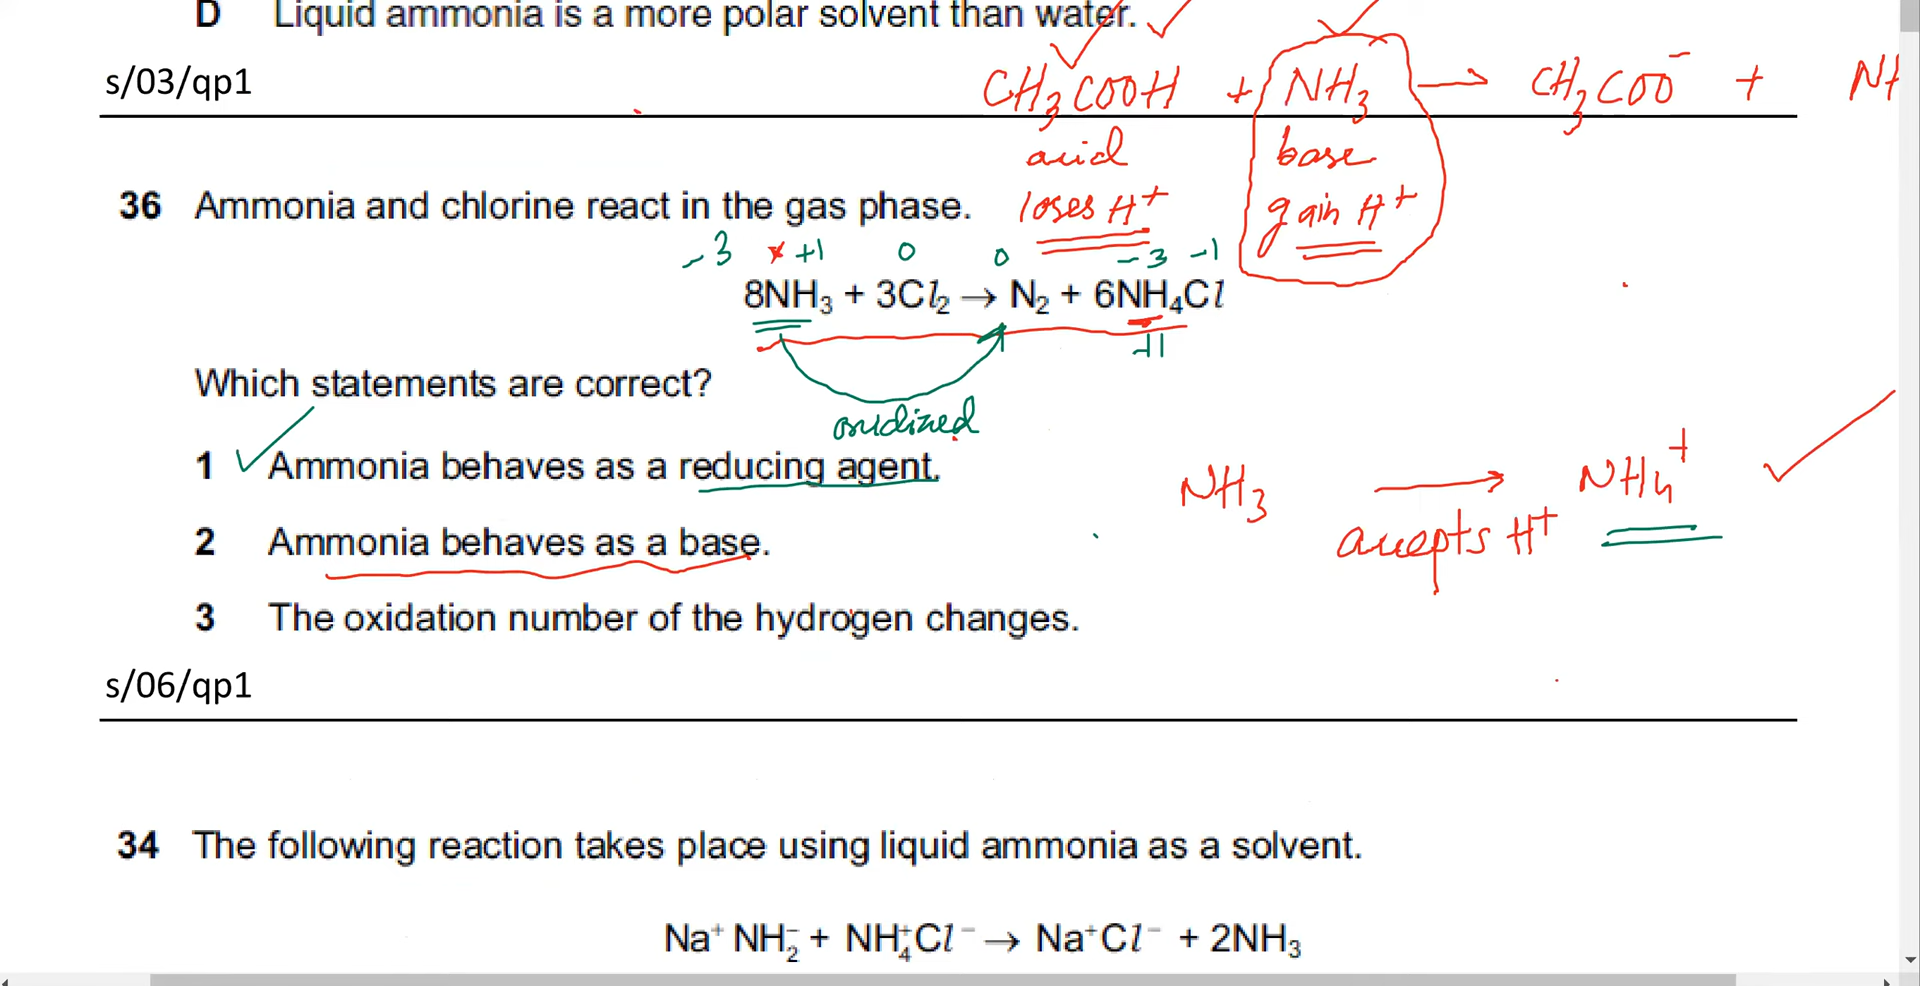 D Liquid ammonia is a more polar solvent than water.
s/03/qp1
CH₃COOH + NH₃ → CH₃COO⁻ + NH
acid base
loses H⁺ gain H⁺
36 Ammonia and chlorine react in the gas phase.
-3 +1 0 0 -3 -1
8NH₃ + 3Cl₂ → N₂ + 6NH₄Cl
+1
Which statements are correct?
oxidized
1 Ammonia behaves as a reducing agent.
NH₃ → NH₄⁺
accepts H⁺
2 Ammonia behaves as a base.
3 The oxidation number of the hydrogen changes.
s/06/qp1
34 The following reaction takes place using liquid ammonia as a solvent.
Na⁺ NH₂⁻ + NH₄⁺Cl⁻ → Na⁺Cl⁻ + 2NH₃